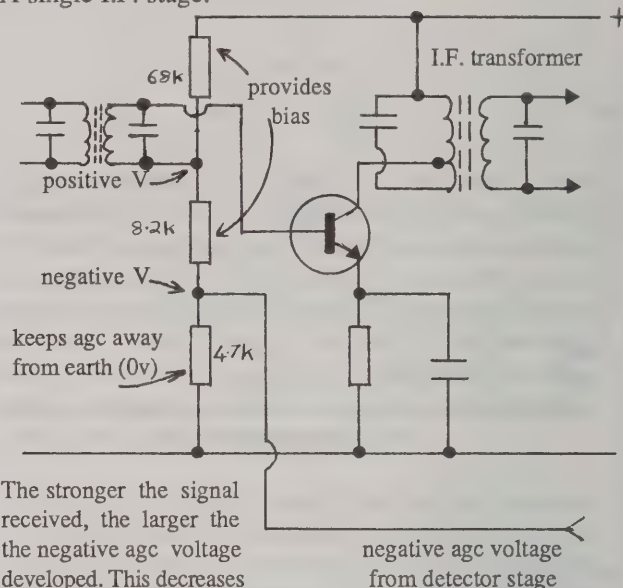 A single I.F. stage.
+
I.F. transformer
68k
provides
bias
positive V
8.2k
negative V
keeps agc away
from earth (0v)
4.7k
The stronger the signal
received, the larger the
the negative agc voltage
developed. This decreases
negative agc voltage
from detector stage